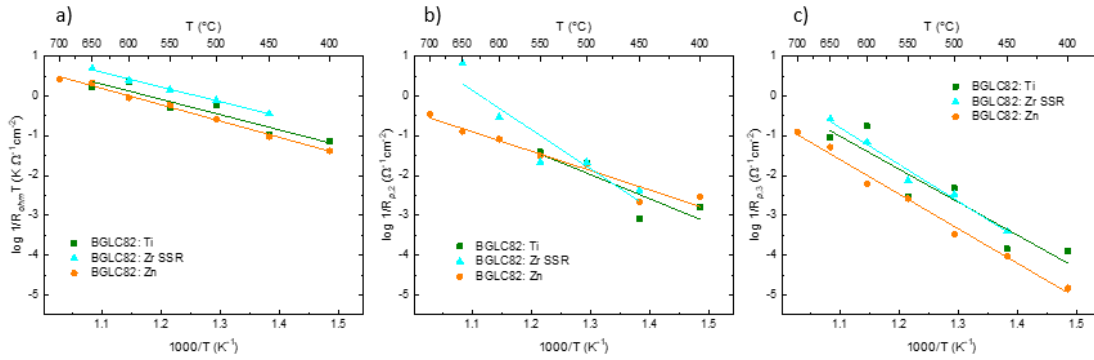 a)
T (°C)
700 650 600 550 500 450 400
log 1/R_ohm T (K Ω⁻¹cm⁻²)
1
0
-1
-2
-3
-4
-5
BGLC82: Ti
BGLC82: Zr SSR
BGLC82: Zn
1.1 1.2 1.3 1.4 1.5
1000/T (K⁻¹)
b)
T (°C)
700 650 600 550 500 450 400
log 1/R_p,2 (Ω⁻¹cm⁻²)
1
0
-1
-2
-3
-4
-5
BGLC82: Ti
BGLC82: Zr SSR
BGLC82: Zn
1.1 1.2 1.3 1.4 1.5
1000/T (K⁻¹)
c)
T (°C)
700 650 600 550 500 450 400
log 1/R_p,3 (Ω⁻¹cm⁻²)
1
0
-1
-2
-3
-4
-5
BGLC82: Ti
BGLC82: Zr SSR
BGLC82: Zn
1.1 1.2 1.3 1.4 1.5
1000/T (K⁻¹)